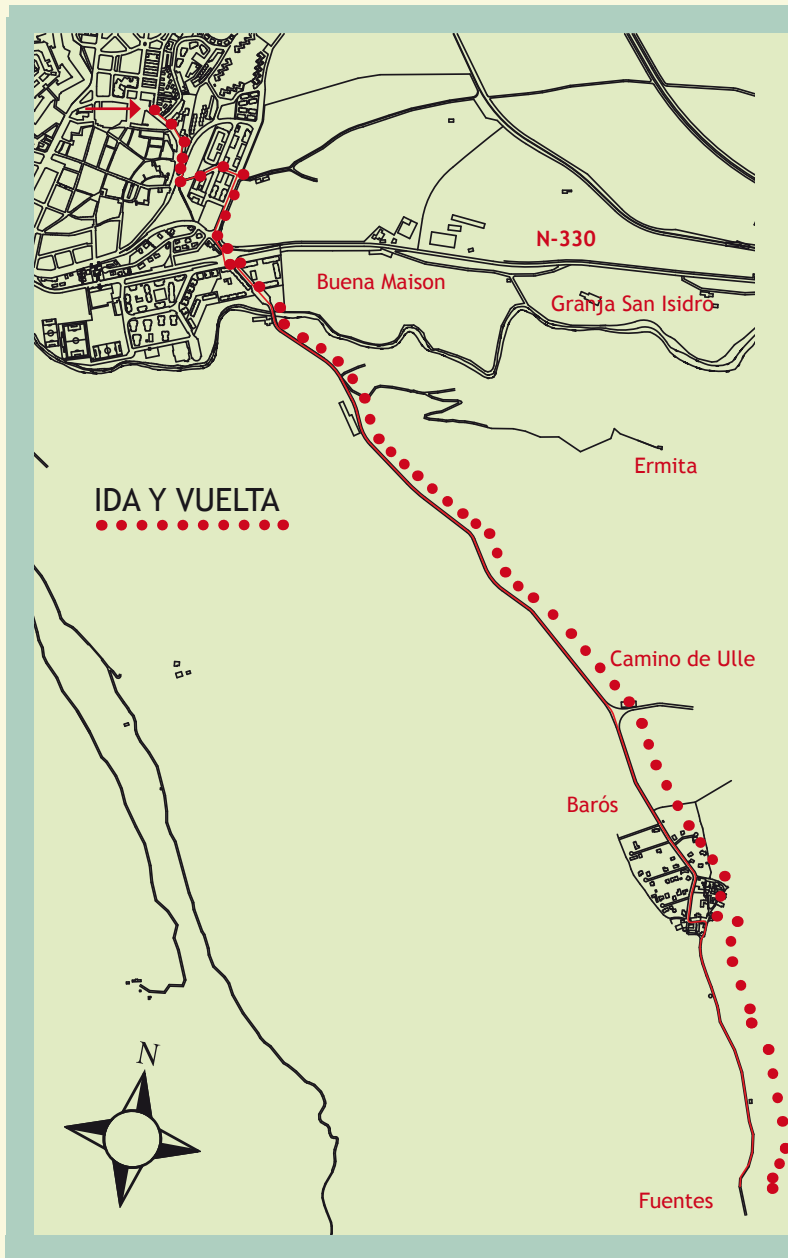 N-330
Buena Maison
Granja San Isidro
Ermita
IDA Y VUELTA
Camino de Ulle
Barós
N
Fuentes